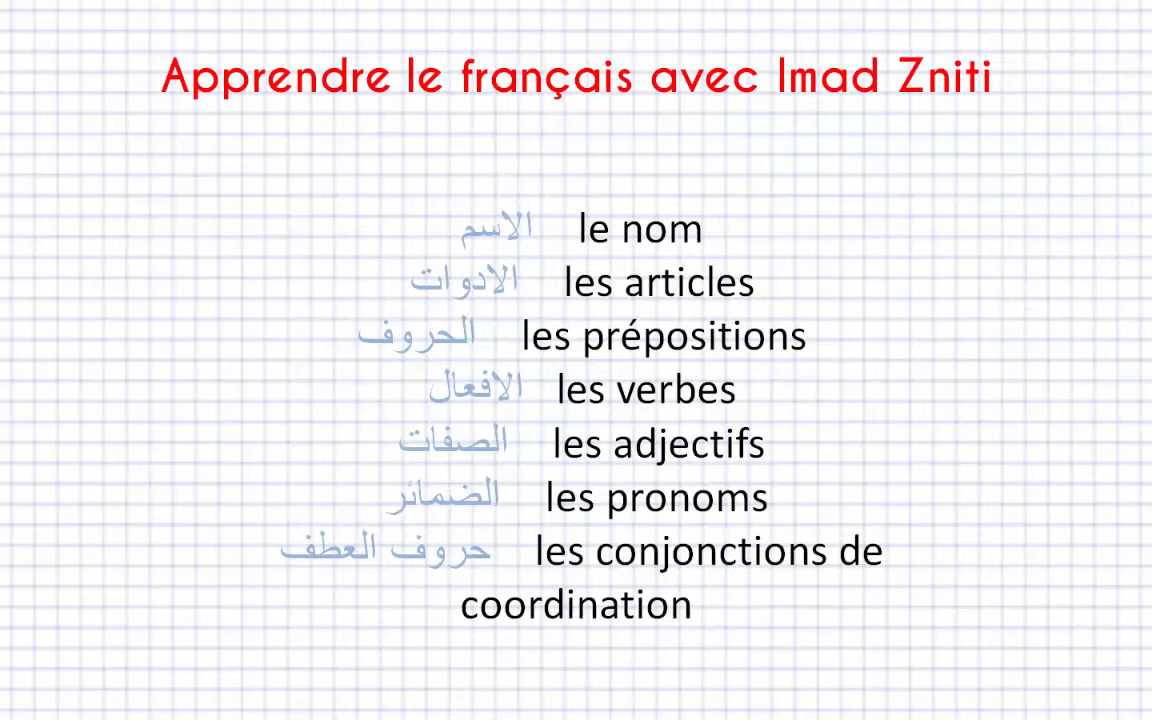 Apprendre le français avec Imad Zniti
الاسم le nom
الادوات les articles
الحروف les prépositions
الافعال les verbes
الصفات les adjectifs
الضمائر les pronoms
حروف العطف les conjonctions de
coordination